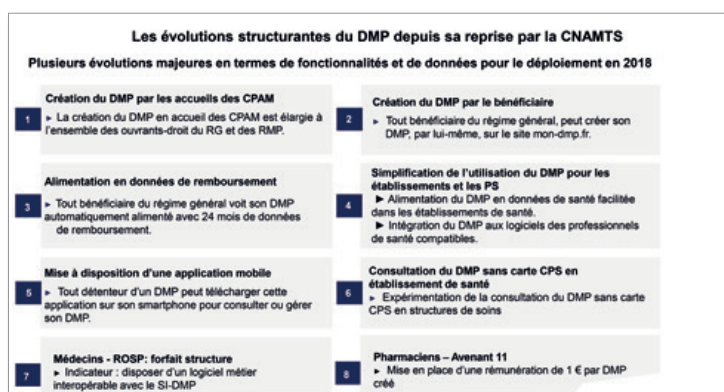 Les évolutions structurantes du DMP depuis sa reprise par la CNAMTS
Plusieurs évolutions majeures en termes de fonctionnalités et de données pour le déploiement en 2018
1
Création du DMP par les accueils des CPAM
► La création du DMP en accueil des CPAM est élargie à
l'ensemble des ouvrants-droit du RG et des RMP.
2
Création du DMP par le bénéficiaire
► Tout bénéficiaire du régime général, peut créer son
DMP, par lui-même, sur le site mon-dmp.fr.
3
Alimentation en données de remboursement
► Tout bénéficiaire du régime général voit son DMP
automatiquement alimenté avec 24 mois de données
de remboursement.
4
Simplification de l'utilisation du DMP pour les
établissements et les PS
► Alimentation du DMP en données de santé facilitée
dans les établissements de santé.
► Intégration du DMP aux logiciels des professionnels
de santé compatibles.
5
Mise à disposition d'une application mobile
► Tout détenteur d'un DMP peut télécharger cette
application sur son smartphone pour consulter ou gérer
son DMP.
6
Consultation du DMP sans carte CPS en
établissement de santé
► Expérimentation de la consultation du DMP sans carte
CPS en structures de soins
7
Médecins - ROSP: forfait structure
► Indicateur : disposer d'un logiciel métier
interopérable avec le SI-DMP
8
Pharmaciens – Avenant 11
► Mise en place d'une rémunération de 1 € par DMP
créé